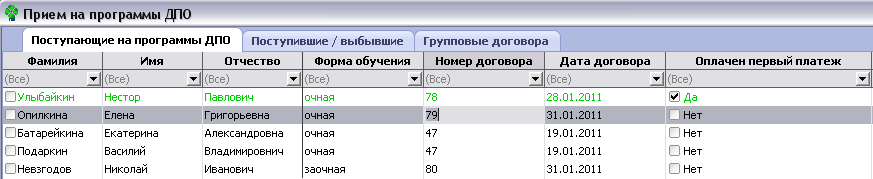 Прием на программы ДПО
Поступающие на программы ДПО Поступившие / выбывшие Групповые договора
Фамилия Имя Отчество Форма обучения Номер договора Дата договора Оплачен первый платеж
(Все) (Все) (Все) (Все) (Все) (Все) (Все)
Улыбайкин Нестор Павлович очная 78 28.01.2011 Да
Опилкина Елена Григорьевна очная 79 31.01.2011 Нет
Батарейкина Екатерина Александровна очная 47 19.01.2011 Нет
Подаркин Василий Владимировнич очная 47 19.01.2011 Нет
Невзгодов Николай Иванович заочная 80 31.01.2011 Нет